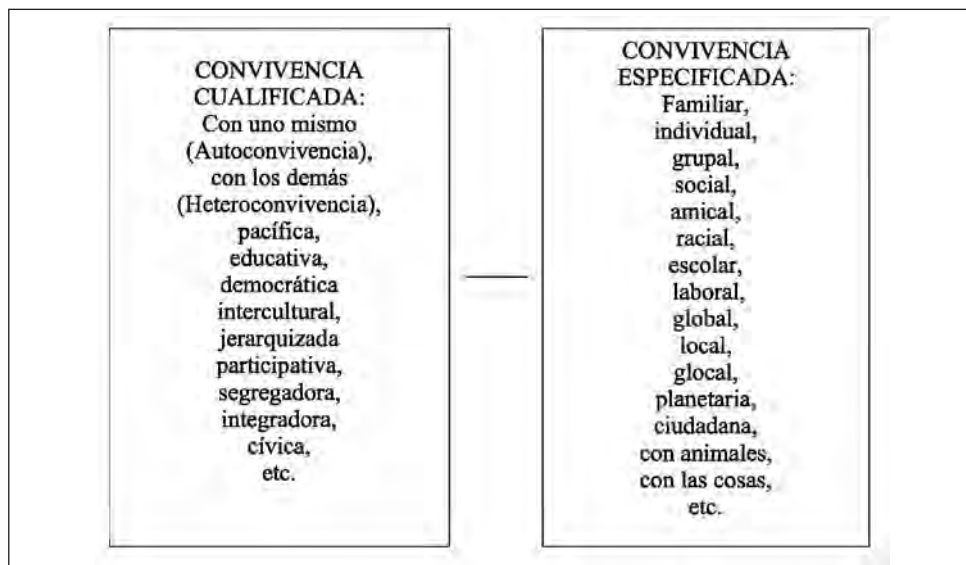 CONVIVENCIA
CUALIFICADA:
Con uno mismo
(Autoconvivencia),
con los demás
(Heteroconvivencia),
pacífica,
educativa,
democrática
intercultural,
jerarquizada
participativa,
segregadora,
integradora,
cívica,
etc.
CONVIVENCIA
ESPECIFICADA:
Familiar,
individual,
grupal,
social,
amical,
racial,
escolar,
laboral,
global,
local,
glocal,
planetaria,
ciudadana,
con animales,
con las cosas,
etc.